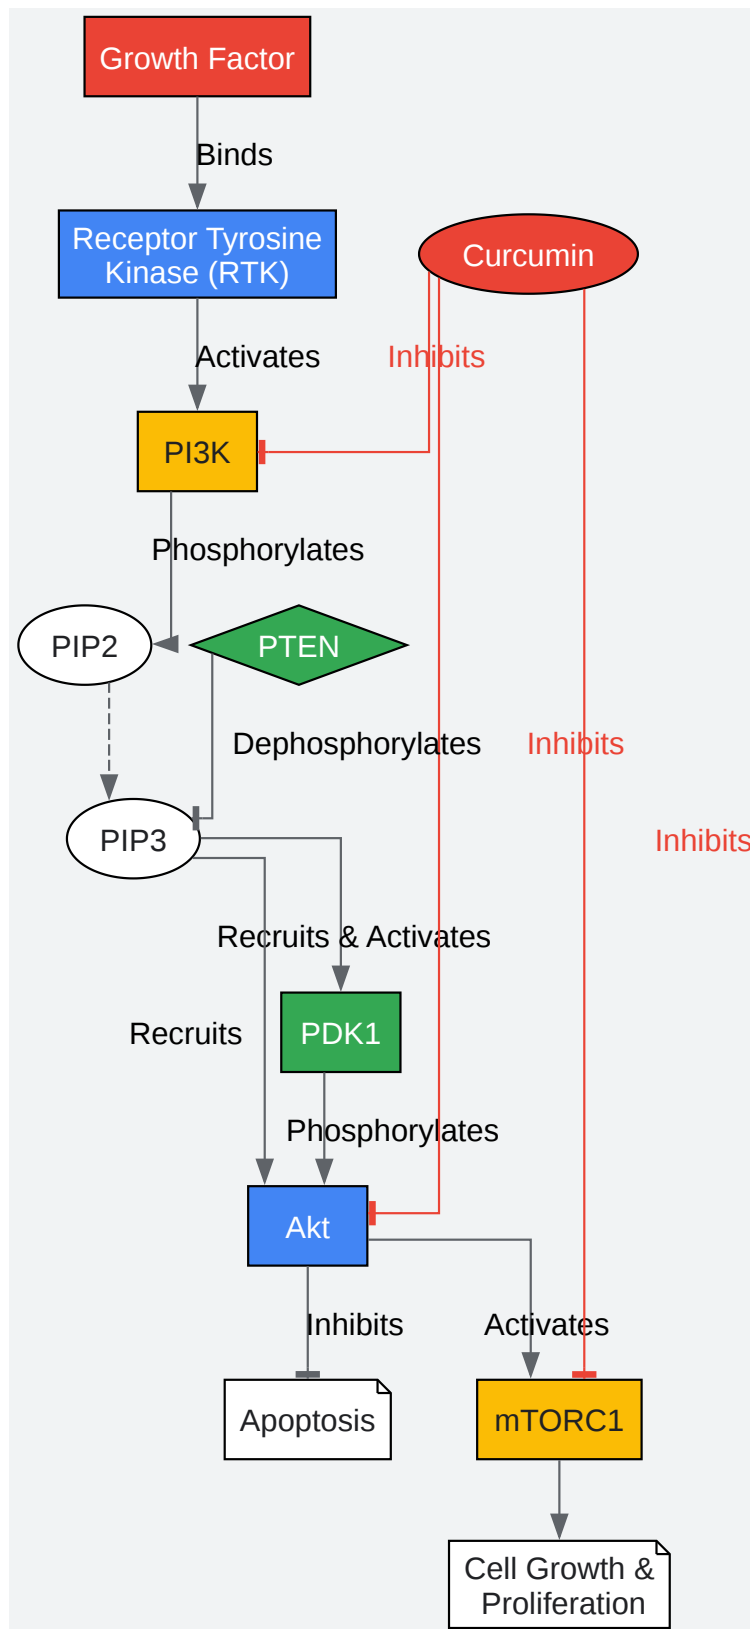 Growth Factor
Binds
Receptor Tyrosine
Kinase (RTK)
Curcumin
Activates
Inhibits
PI3K
Phosphorylates
PIP2
PTEN
Dephosphorylates
Inhibits
PIP3
Inhibits
Recruits & Activates
Recruits
PDK1
Phosphorylates
Akt
Inhibits
Activates
Apoptosis
mTORC1
Cell Growth &
Proliferation